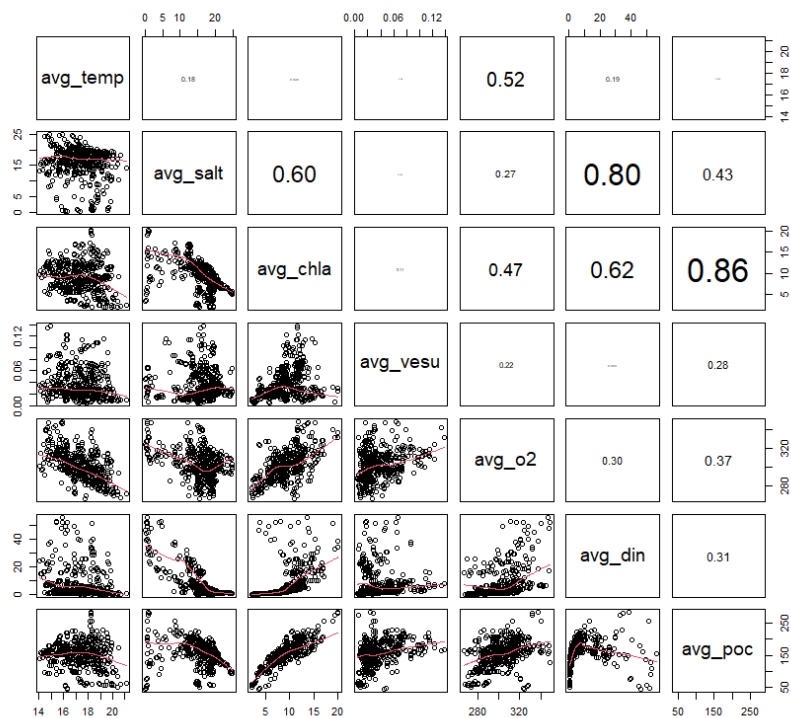 0 5 10 20 0.00 0.06 0.12 0 20 40
avg_temp 0.18 0.52 0.19 14 16 18 20
0 5 15 25 avg_salt 0.60 0.27 0.80 0.43
avg_chla 0.47 0.62 0.86 5 10 15 20
0.00 0.06 0.12 avg_vesu 0.22 0.28
avg_o2 0.30 0.37 280 320
0 20 40 avg_din 0.31
avg_poc 50 150 250
14 16 18 20 5 10 15 20 280 320 50 150 250